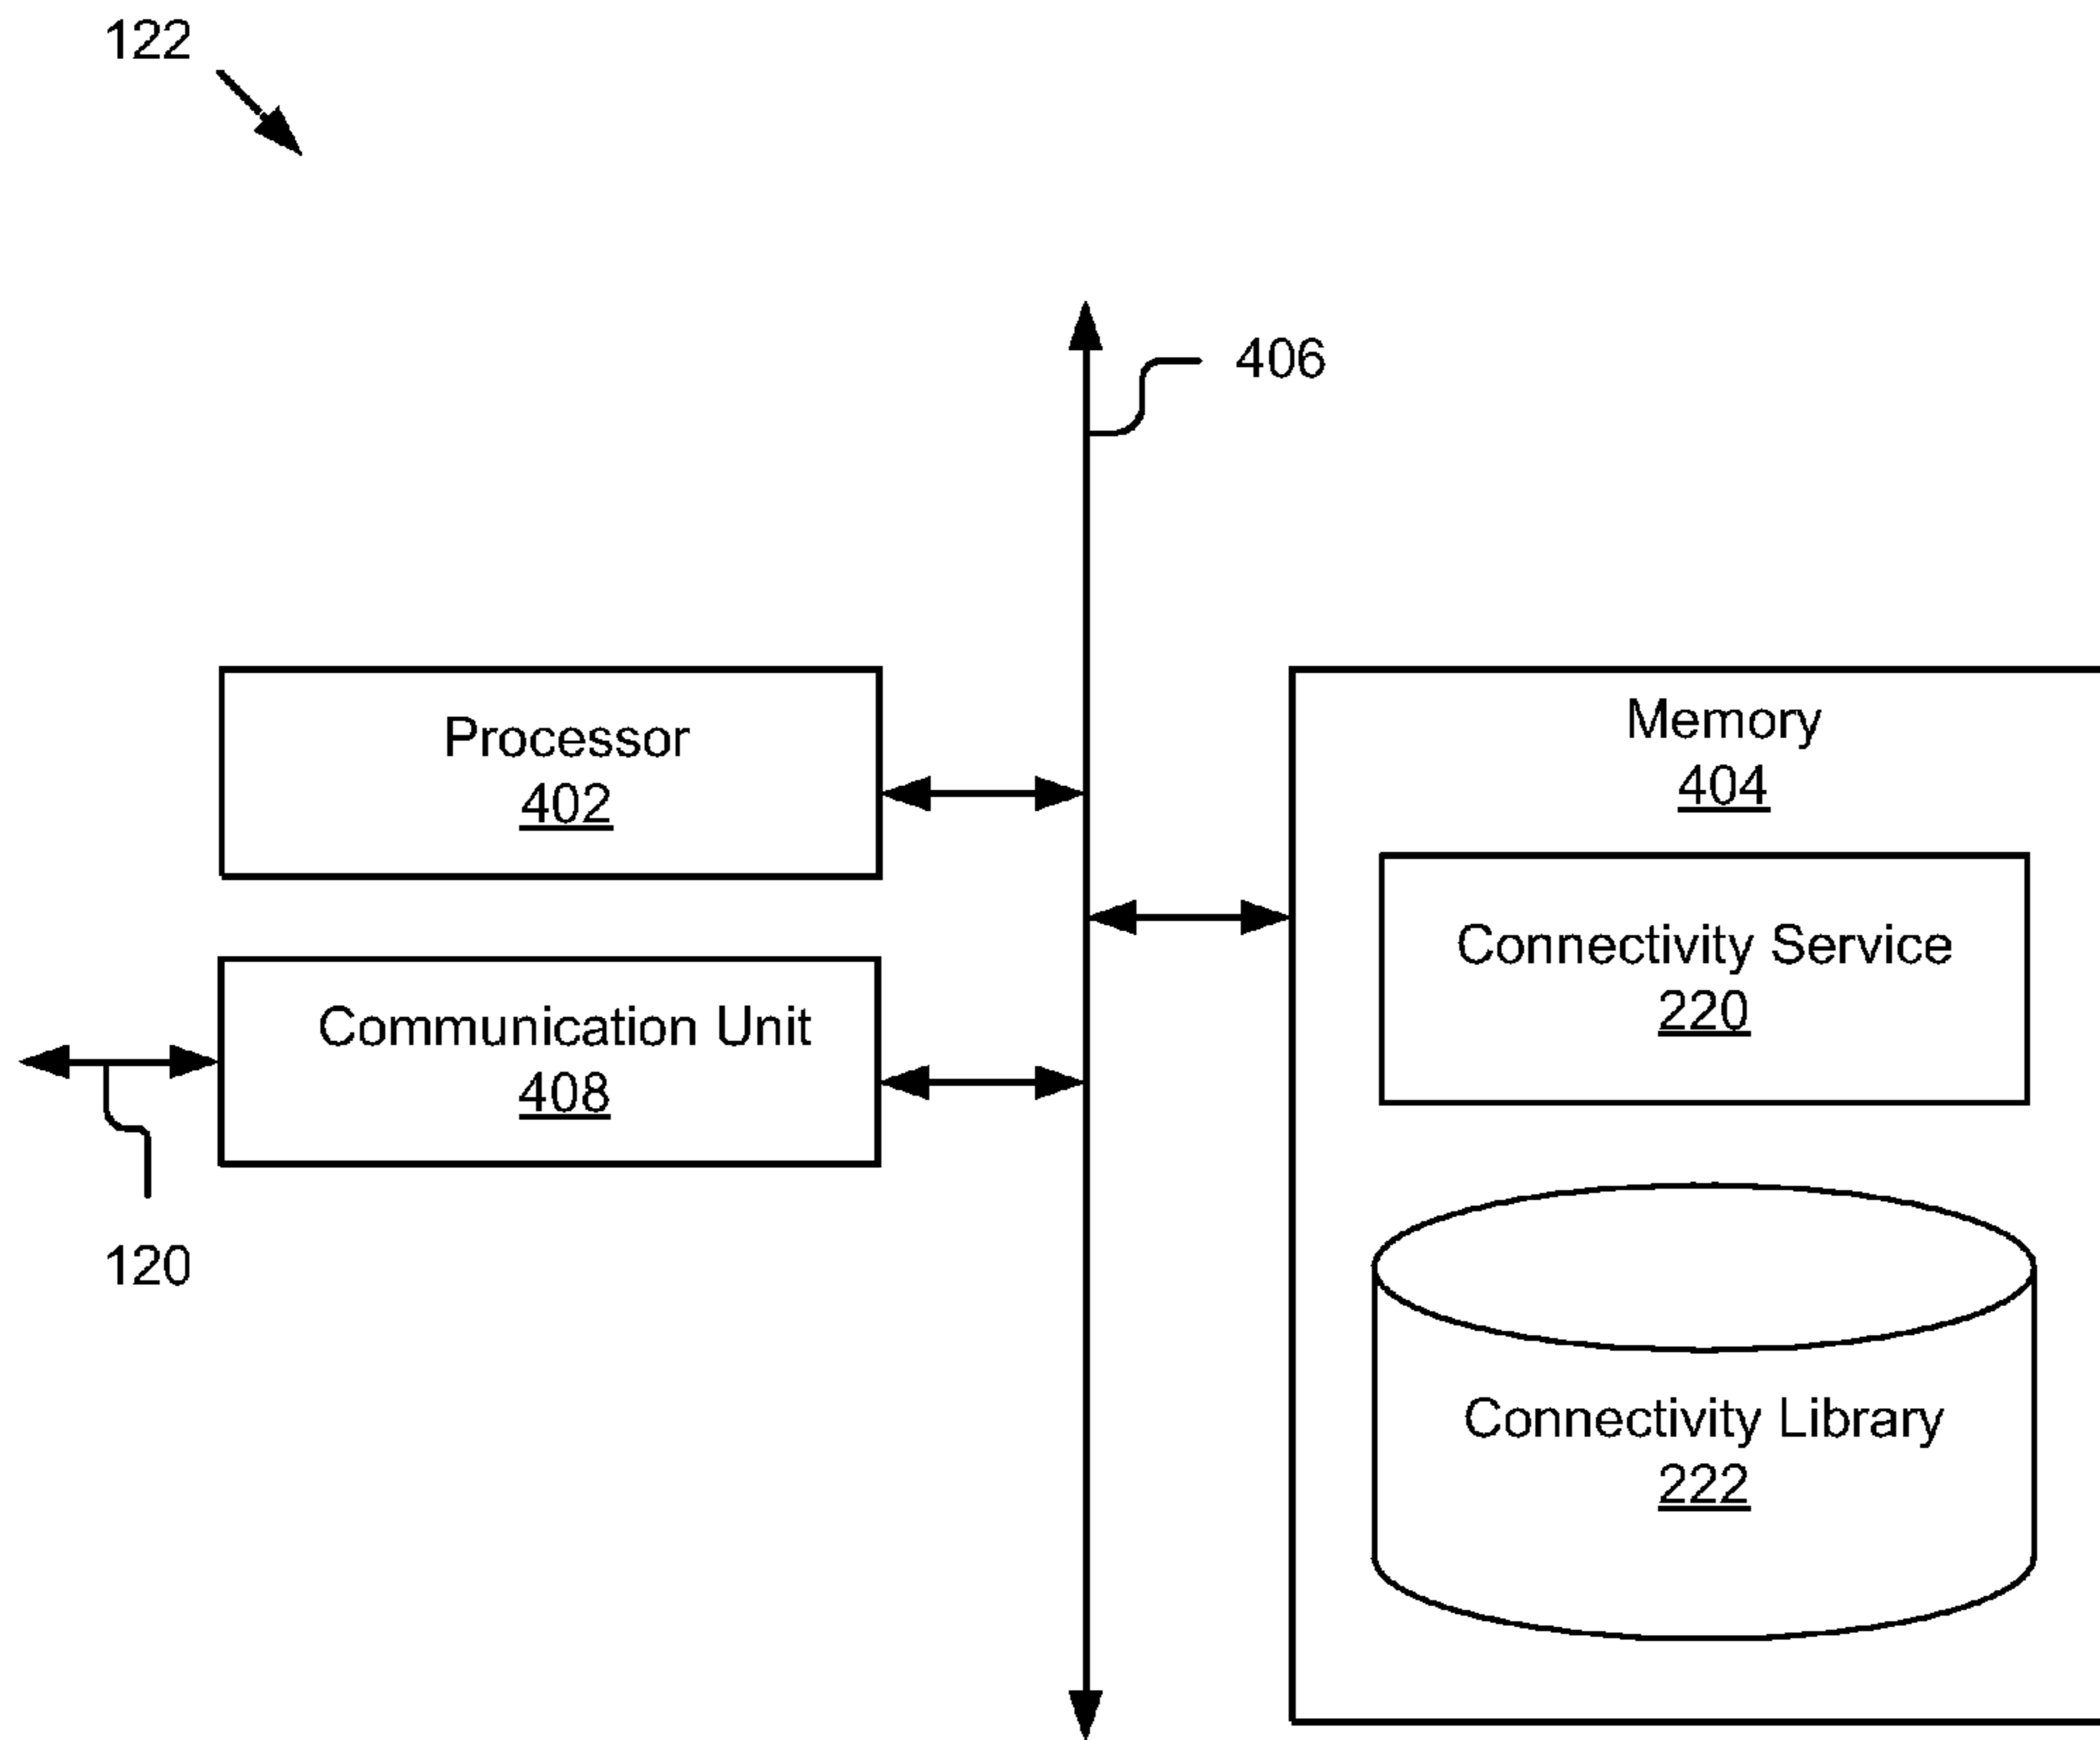 122
406
Processor
402
Memory
404
Connectivity Service
220
Communication Unit
408
120
Connectivity Library
222